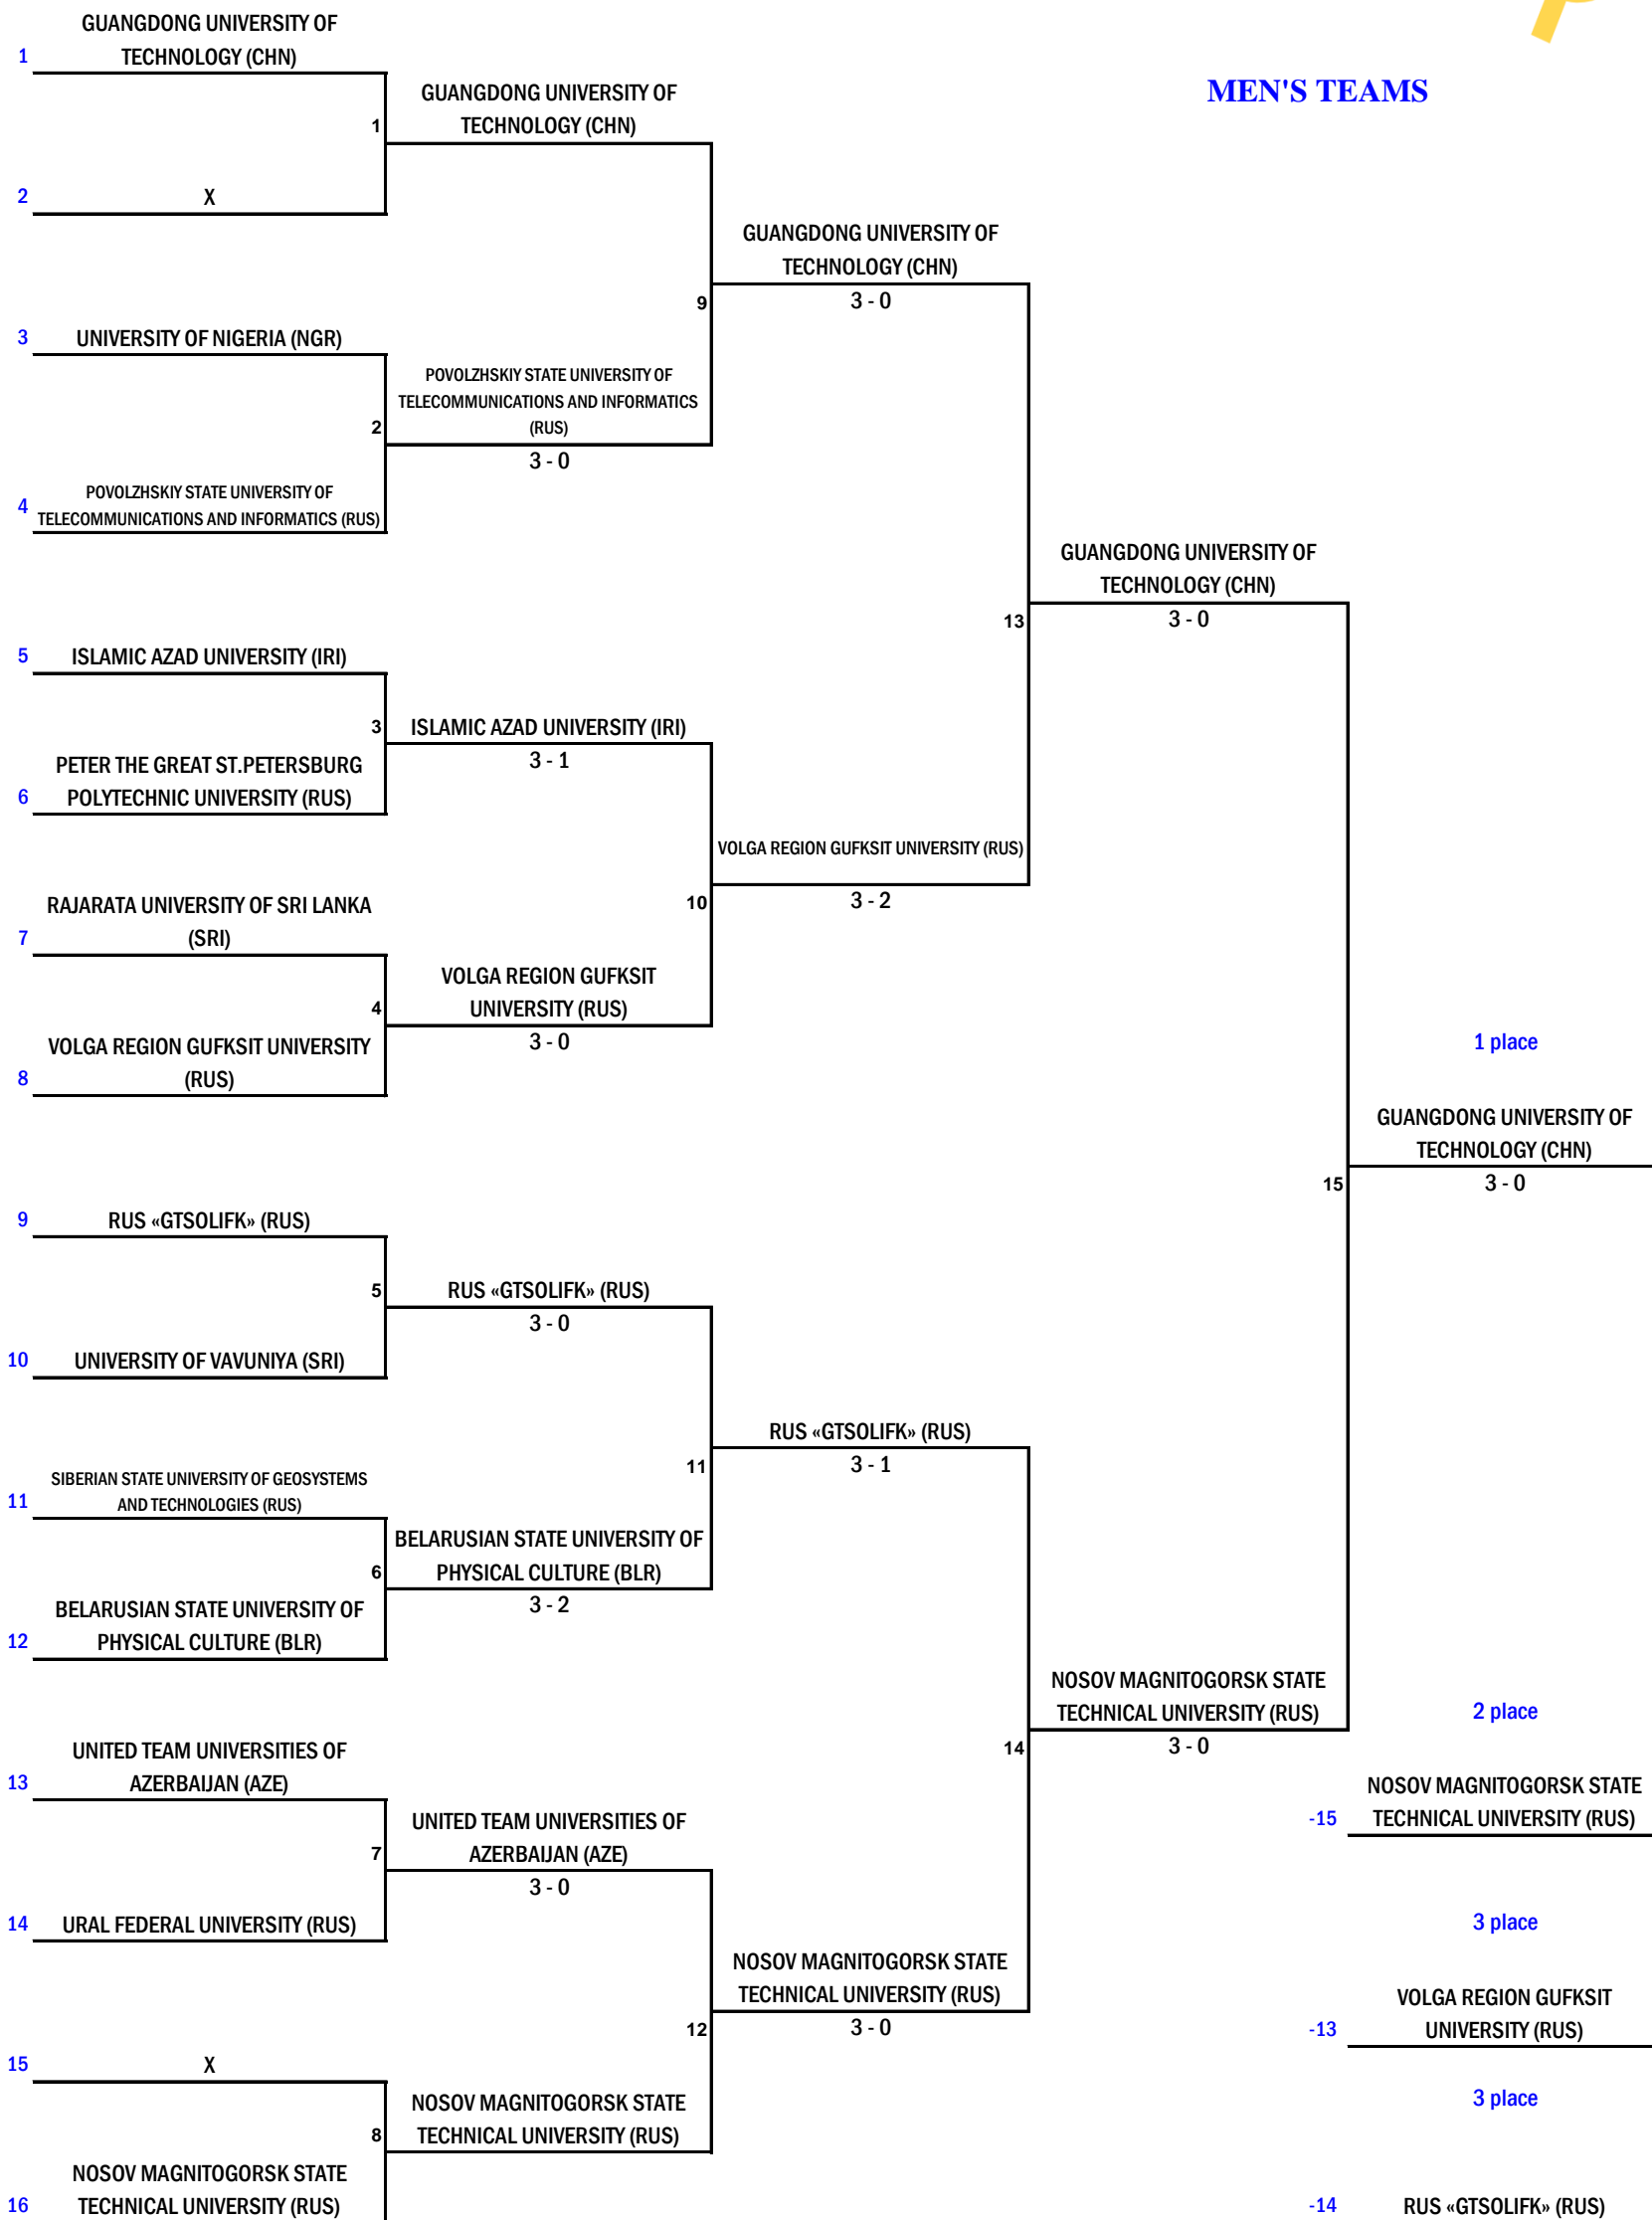 MEN'S TEAMS
GUANGDONG UNIVERSITY OF
1 TECHNOLOGY (CHN)
GUANGDONG UNIVERSITY OF
1 TECHNOLOGY (CHN)
2 X
GUANGDONG UNIVERSITY OF
TECHNOLOGY (CHN)
9 3 - 0
3 UNIVERSITY OF NIGERIA (NGR)
POVOLZHSKIY STATE UNIVERSITY OF
TELECOMMUNICATIONS AND INFORMATICS
2 (RUS)
3 - 0
POVOLZHSKIY STATE UNIVERSITY OF
4 TELECOMMUNICATIONS AND INFORMATICS (RUS)
GUANGDONG UNIVERSITY OF
TECHNOLOGY (CHN)
13 3 - 0
5 ISLAMIC AZAD UNIVERSITY (IRI)
3 ISLAMIC AZAD UNIVERSITY (IRI)
3 - 1
PETER THE GREAT ST.PETERSBURG
6 POLYTECHNIC UNIVERSITY (RUS)
VOLGA REGION GUFKSIT UNIVERSITY (RUS)
10 3 - 2
RAJARATA UNIVERSITY OF SRI LANKA
7 (SRI)
VOLGA REGION GUFKSIT
4 UNIVERSITY (RUS)
3 - 0
VOLGA REGION GUFKSIT UNIVERSITY
8 (RUS)
1 place
GUANGDONG UNIVERSITY OF
TECHNOLOGY (CHN)
15 3 - 0
9 RUS «GTSOLIFK» (RUS)
5 RUS «GTSOLIFK» (RUS)
3 - 0
10 UNIVERSITY OF VAVUNIYA (SRI)
RUS «GTSOLIFK» (RUS)
11 3 - 1
SIBERIAN STATE UNIVERSITY OF GEOSYSTEMS
11 AND TECHNOLOGIES (RUS)
BELARUSIAN STATE UNIVERSITY OF
6 PHYSICAL CULTURE (BLR)
3 - 2
BELARUSIAN STATE UNIVERSITY OF
12 PHYSICAL CULTURE (BLR)
NOSOV MAGNITOGORSK STATE
TECHNICAL UNIVERSITY (RUS)
14 3 - 0
2 place
NOSOV MAGNITOGORSK STATE
-15 TECHNICAL UNIVERSITY (RUS)
UNITED TEAM UNIVERSITIES OF
13 AZERBAIJAN (AZE)
UNITED TEAM UNIVERSITIES OF
7 AZERBAIJAN (AZE)
3 - 0
14 URAL FEDERAL UNIVERSITY (RUS)
3 place
NOSOV MAGNITOGORSK STATE
TECHNICAL UNIVERSITY (RUS)
12 3 - 0
VOLGA REGION GUFKSIT
-13 UNIVERSITY (RUS)
15 X
3 place
NOSOV MAGNITOGORSK STATE
8 TECHNICAL UNIVERSITY (RUS)
NOSOV MAGNITOGORSK STATE
16 TECHNICAL UNIVERSITY (RUS)
-14 RUS «GTSOLIFK» (RUS)